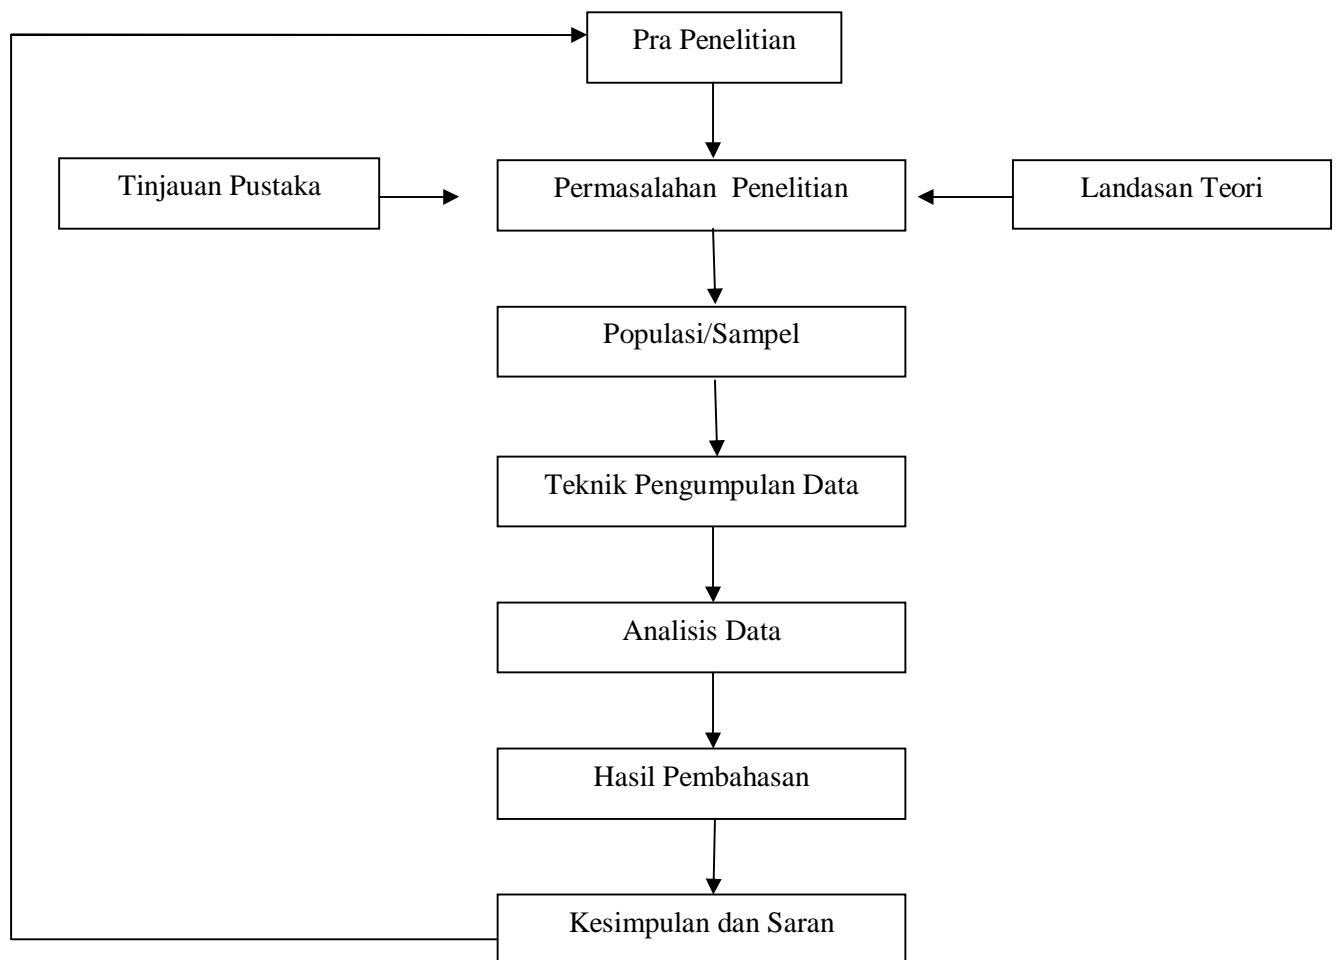 Pra Penelitian
Tinjauan Pustaka
Permasalahan  Penelitian
Landasan Teori
Populasi/Sampel
Teknik Pengumpulan Data
Analisis Data
Hasil Pembahasan
Kesimpulan dan Saran